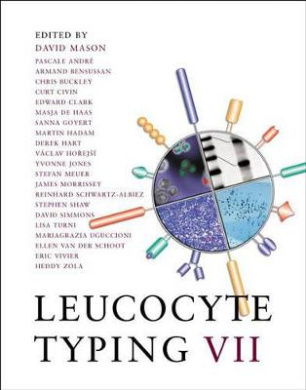 EDITED BY
DAVID MASON
PASCALE ANDRÉ
ARMAND BENSUSSAN
CHRIS BUCKLEY
CURT CIVIN
EDWARD CLARK
MASJA DE HAAS
SANNA GOYERT
MARTIN HADAM
DEREK HART
VÁCLAV HOŘEJŠÍ
YVONNE JONES
STEFAN MEUER
JAMES MORRISSEY
REINHARD SCHWARTZ-ALBIEZ
STEPHEN SHAW
DAVID SIMMONS
LISA TURNI
MARIAGRAZIA UGUCCIONI
ELLEN VAN DER SCHOOT
ERIC VIVIER
HEDDY ZOLA
LEUCOCYTE
TYPING VII